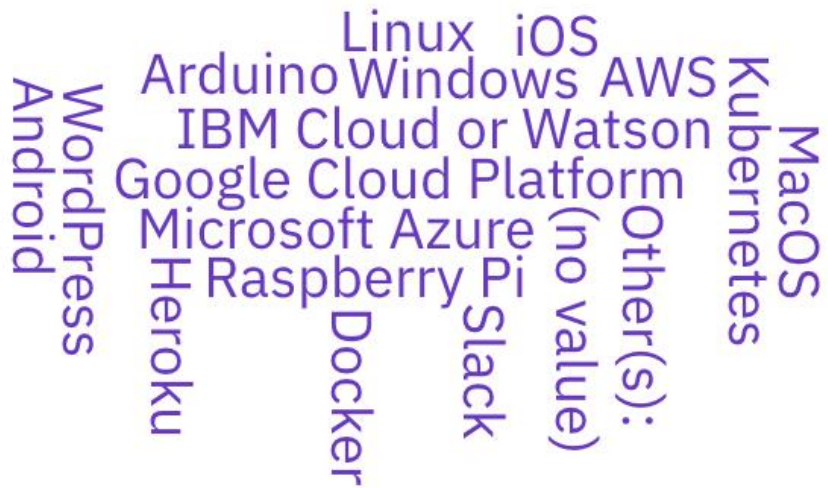 Linux
iOS
Arduino
Windows
AWS
IBM Cloud or Watson
Google Cloud Platform
Microsoft Azure
Raspberry Pi
Android
WordPress
Heroku
Docker
Slack
(no value)
Other(s):
Kubernetes
MacOS